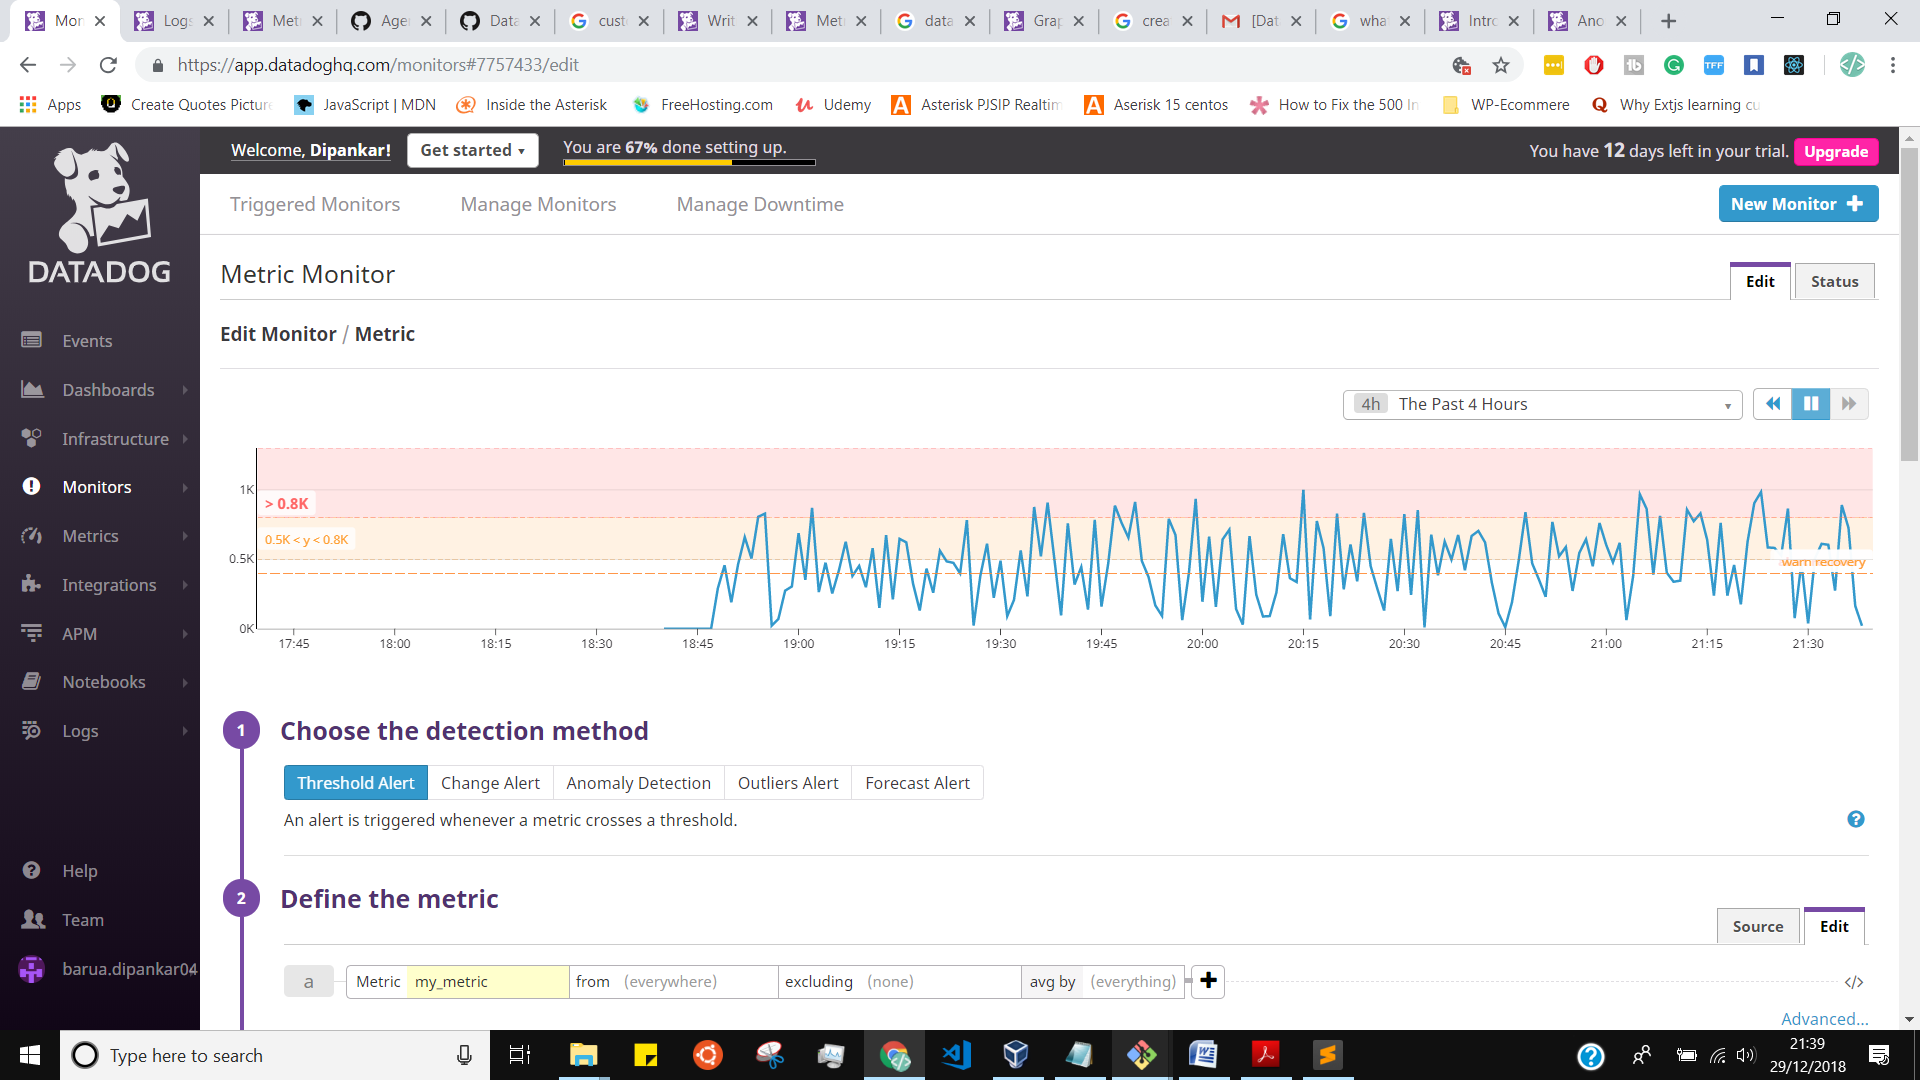 Mon
Logs
Met
Age
Data
cust
Writ
Met
data
Grap
crea
[Dat
wha
Intro
Ano
https://app.datadoghq.com/monitors#7757433/edit
Apps
Create Quotes Picture
JavaScript | MDN
Inside the Asterisk
FreeHosting.com
Udemy
Asterisk PJSIP Realtim
Aserisk 15 centos
How to Fix the 500 In
WP-Ecommere
Why Extjs learning cu
DATADOG
Welcome, Dipankar!
Get started
You are 67% done setting up.
You have 12 days left in your trial.
Upgrade
Triggered Monitors
Manage Monitors
Manage Downtime
New Monitor +
Metric Monitor
Edit
Status
Edit Monitor / Metric
Events
Dashboards
Infrastructure
Monitors
Metrics
Integrations
APM
Notebooks
Logs
Help
Team
barua.dipankar04
4h The Past 4 Hours
1K
> 0.8K
0.5K < y < 0.8K
0.5K
warn recovery
0K
17:45 18:00 18:15 18:30 18:45 19:00 19:15 19:30 19:45 20:00 20:15 20:30 20:45 21:00 21:15 21:30
1 Choose the detection method
Threshold Alert
Change Alert
Anomaly Detection
Outliers Alert
Forecast Alert
An alert is triggered whenever a metric crosses a threshold.
2 Define the metric
Source
Edit
a
Metric my_metric from (everywhere) excluding (none) avg by (everything) +
</>
Advanced...
Type here to search
21:39
29/12/2018